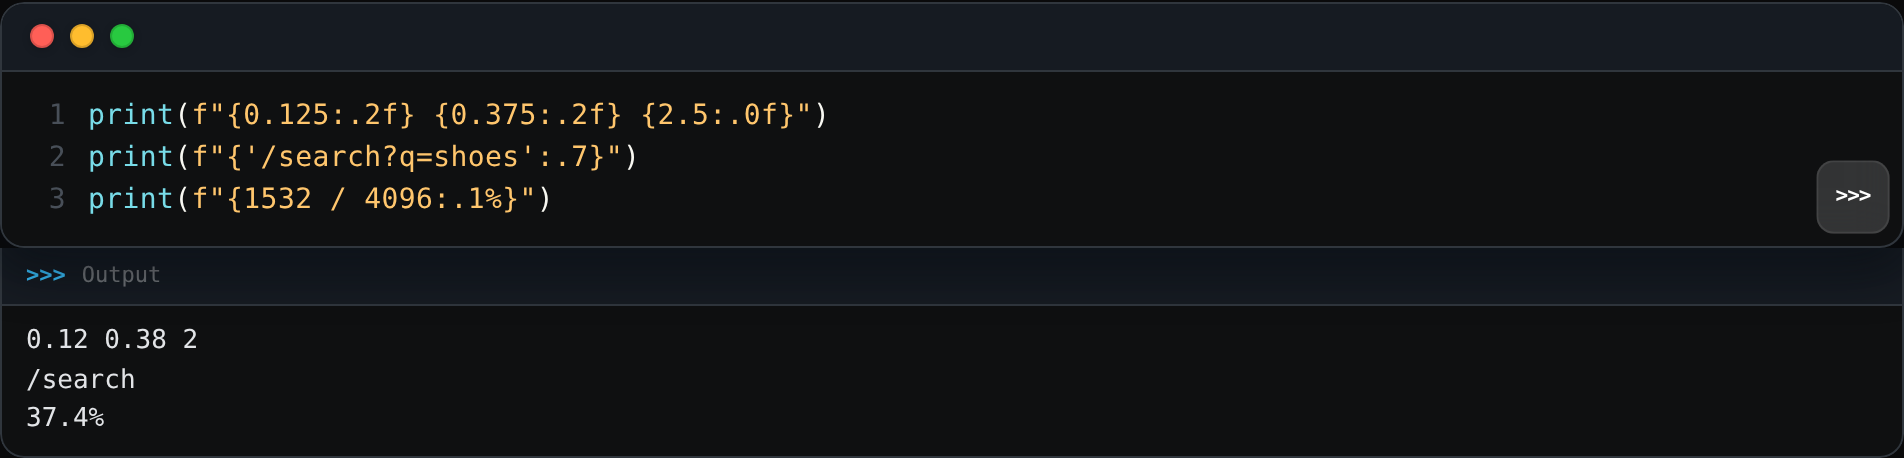 1 print(f"{0.125:.2f} {0.375:.2f} {2.5:.0f}")
2 print(f"{'/search?q=shoes':.7}")
3 print(f"{1532 / 4096:.1%}")
>>>
>>> Output
0.12 0.38 2
/search
37.4%